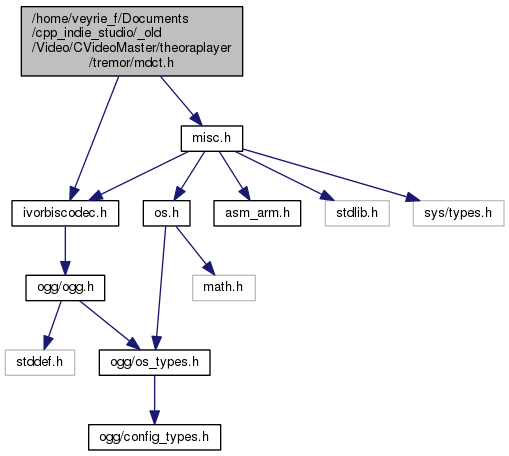 /home/veyrie_f/Documents
/cpp_indie_studio/_old
/Video/CVideoMaster/theoraplayer
/tremor/mdct.h
misc.h
ivorbiscodec.h
os.h
asm_arm.h
stdlib.h
sys/types.h
ogg/ogg.h
math.h
stddef.h
ogg/os_types.h
ogg/config_types.h